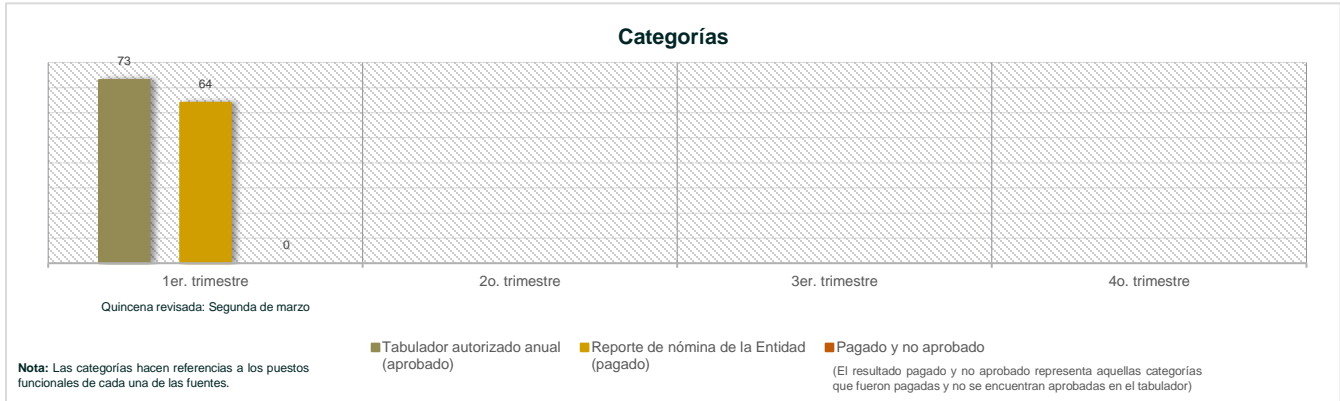 Categorías
73
64
0
1er. trimestre
2o. trimestre
3er. trimestre
4o. trimestre
Quincena revisada: Segunda de marzo
Tabulador autorizado anual
(aprobado)
Reporte de nómina de la Entidad
(pagado)
Pagado y no aprobado
(El resultado pagado y no aprobado representa aquellas categorías
que fueron pagadas y no se encuentran aprobadas en el tabulador)
Nota: Las categorías hacen referencias a los puestos
funcionales de cada una de las fuentes.